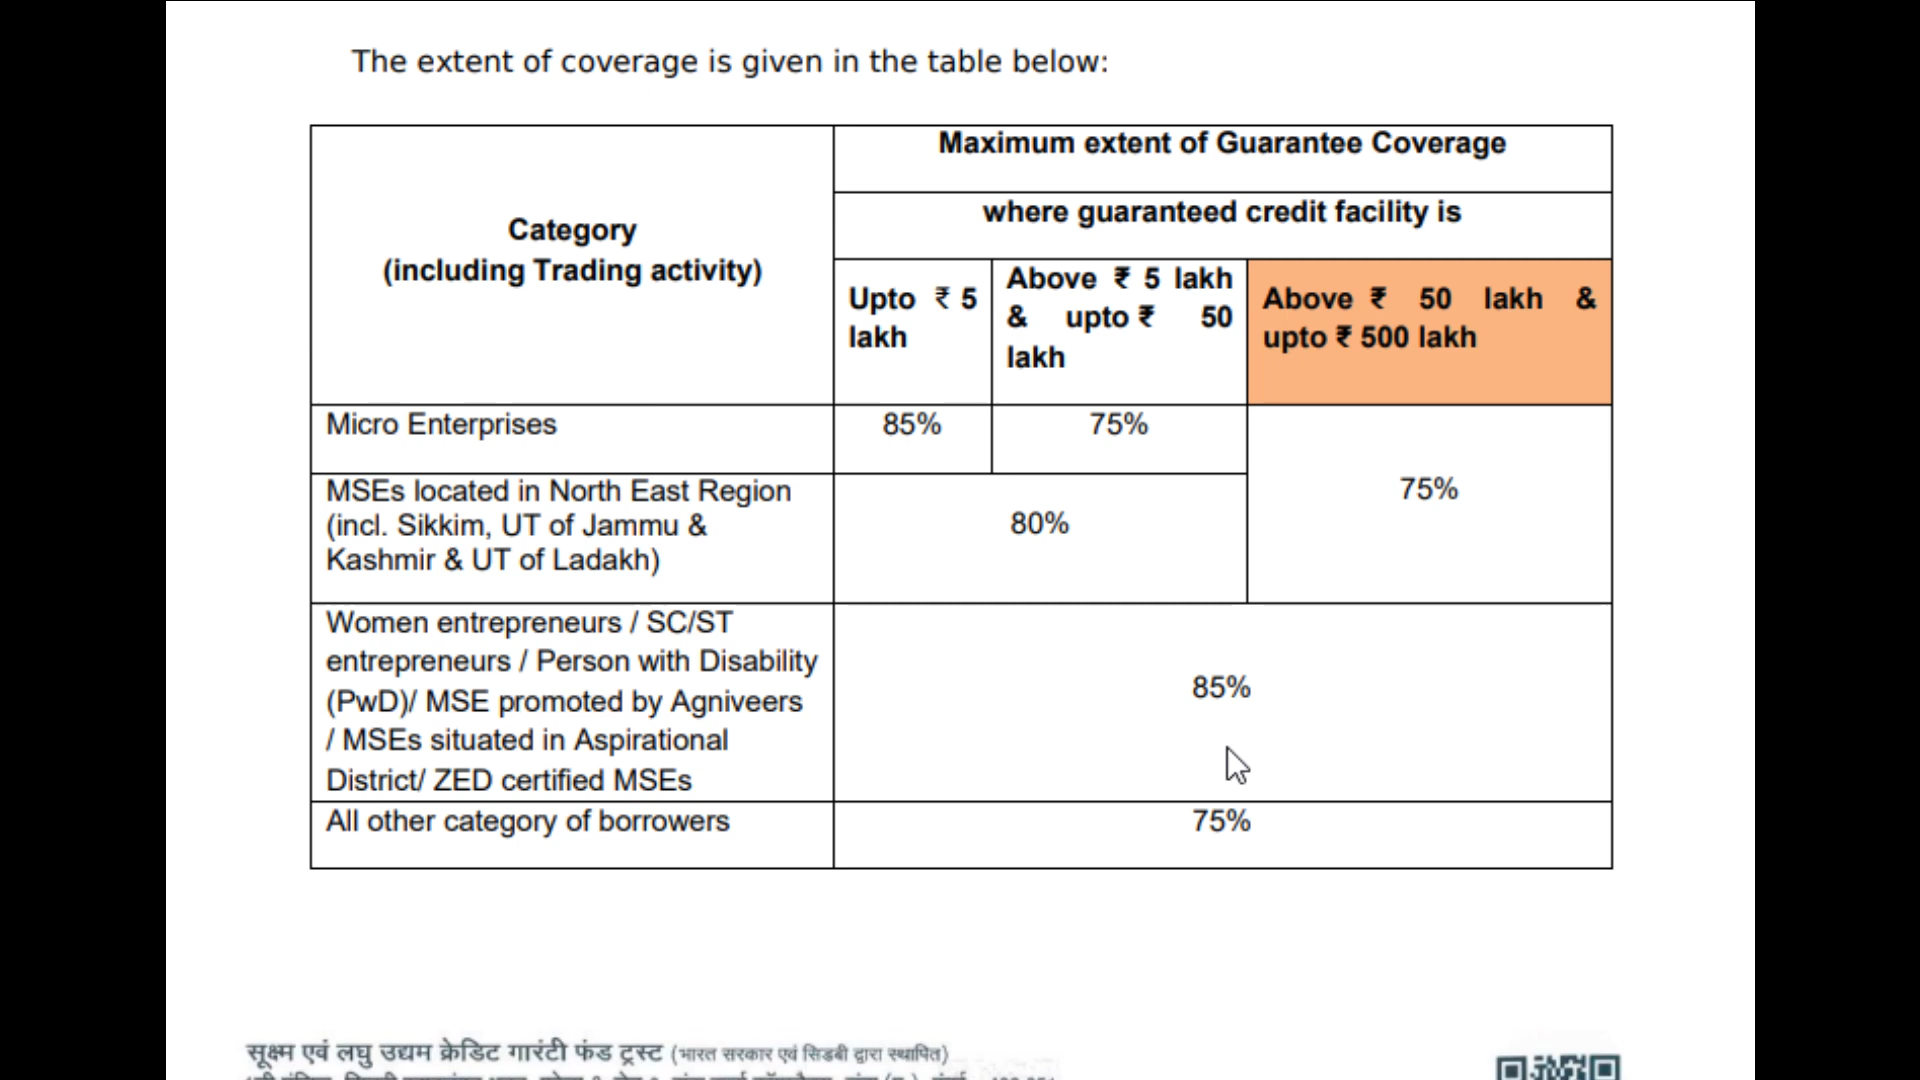 The extent of coverage is given in the table below:
Category
(including Trading activity)
Maximum extent of Guarantee Coverage
where guaranteed credit facility is
Upto ₹ 5
lakh
Above ₹ 5 lakh
& upto ₹ 50
lakh
Above ₹ 50 lakh &
upto ₹ 500 lakh
Micro Enterprises
85%
75%
75%
MSEs located in North East Region
(incl. Sikkim, UT of Jammu &
Kashmir & UT of Ladakh)
80%
Women entrepreneurs / SC/ST
entrepreneurs / Person with Disability
(PwD)/ MSE promoted by Agniveers
/ MSEs situated in Aspirational
District/ ZED certified MSEs
85%
All other category of borrowers
75%
सूक्ष्म एवं लघु उद्यम क्रेडिट गारंटी फंड ट्रस्ट (भारत सरकार एवं सिडबी द्वारा स्थापित)